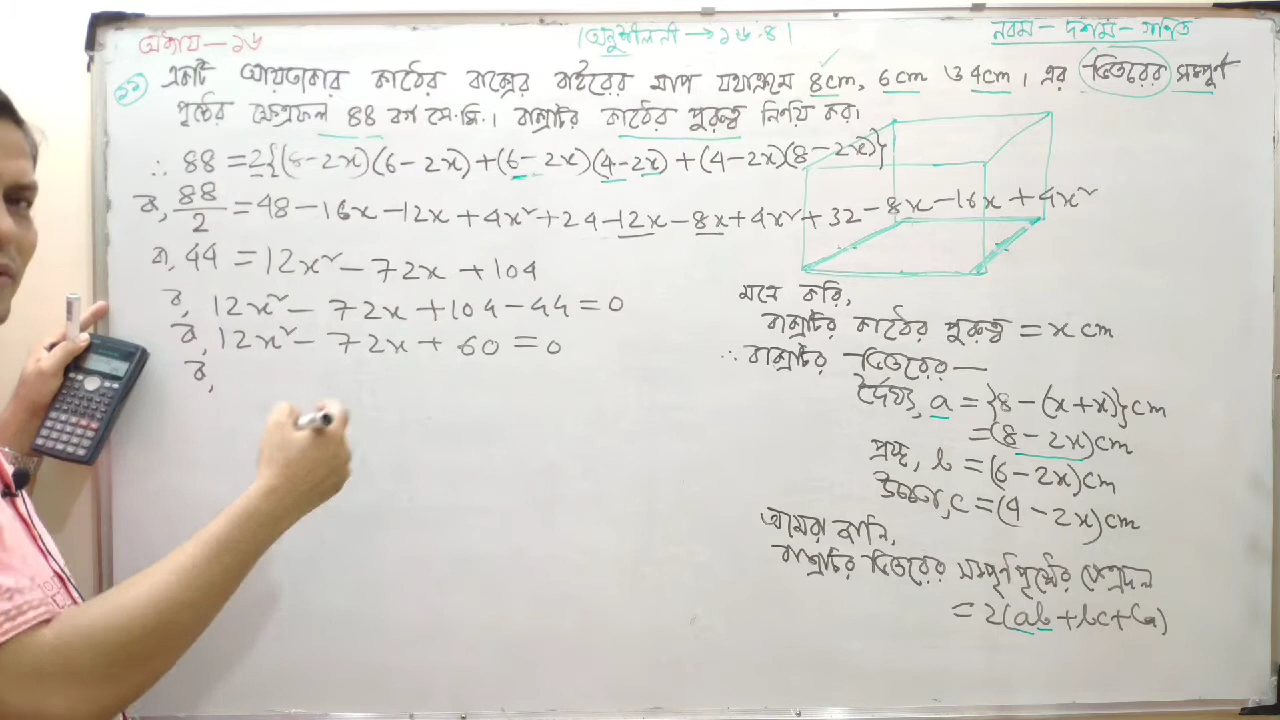 অধ্যায় — ১৬
অনুশীলনী → ১৬.৪
নবম - দশম - গণিত
১১ একটি আয়তাকার কাঠের বাক্সের বাইরের মাপ যথাক্রমে 8cm, 6cm ও 4cm। এর ভিতরের সম্পূর্ণ
পৃষ্ঠের ক্ষেত্রফল 88 বর্গ সে.মি.। বাক্সটির কাঠের পুরুত্ব নির্ণয় কর।
∴ 88 = 2{(8-2x)(6-2x)+(6-2x)(4-2x)+(4-2x)(8-2x)}
বা, 88/2 = 48-16x-12x+4x²+24-12x-8x+4x²+32-8x-16x+4x²
বা, 44 = 12x²-72x+104
বা, 12x²-72x+104-44=0
বা, 12x²-72x+60=0
বা,
মনে করি,
বাক্সটির কাঠের পুরুত্ব = x cm
∴ বাক্সটির ভিতরের—
দৈর্ঘ্য, a = {8-(x+x)}cm
=(8-2x)cm
প্রস্থ, b = (6-2x)cm
উচ্চতা, c = (4-2x)cm
আমরা জানি,
বাক্সটির ভিতরের সম্পূর্ণ পৃষ্ঠের ক্ষেত্রফল
= 2(ab+bc+ca)